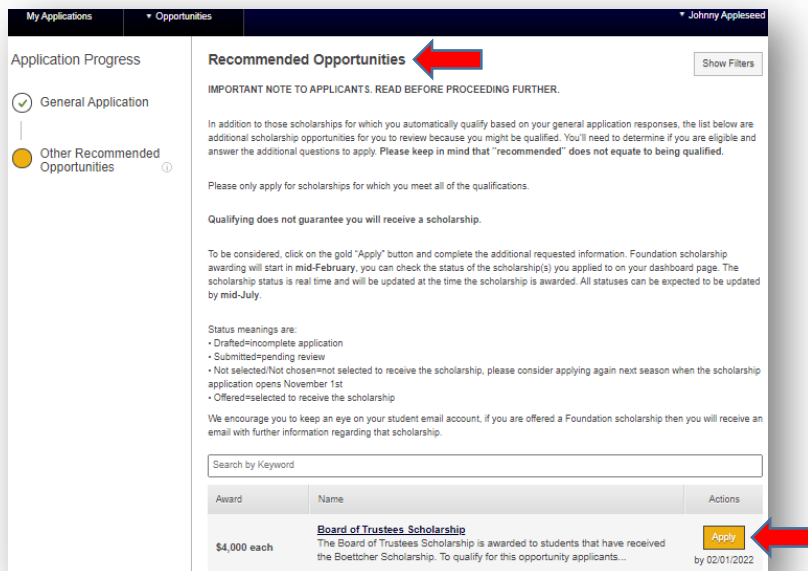 My Applications
Opportunities
Johnny Appleseed
Application Progress
General Application
Other Recommended
Opportunities
Recommended Opportunities
Show Filters
IMPORTANT NOTE TO APPLICANTS. READ BEFORE PROCEEDING FURTHER.
In addition to those scholarships for which you automatically qualify based on your general application responses, the list below are
additional scholarship opportunities for you to review because you might be qualified. You'll need to determine if you are eligible and
answer the additional questions to apply. Please keep in mind that "recommended" does not equate to being qualified.
Please only apply for scholarships for which you meet all of the qualifications.
Qualifying does not guarantee you will receive a scholarship.
To be considered, click on the gold "Apply" button and complete the additional requested information. Foundation scholarship
awarding will start in mid-February, you can check the status of the scholarship(s) you applied to on your dashboard page. The
scholarship status is real time and will be updated at the time the scholarship is awarded. All statuses can be expected to be updated
by mid-July.
Status meanings are:
• Drafted=incomplete application
• Submitted=pending review
• Not selected/Not chosen=not selected to receive the scholarship, please consider applying again next season when the scholarship
application opens November 1st
• Offered=selected to receive the scholarship
We encourage you to keep an eye on your student email account, if you are offered a Foundation scholarship then you will receive an
email with further information regarding that scholarship.
Search by Keyword
Award Name Actions
$4,000 each
Board of Trustees Scholarship
The Board of Trustees Scholarship is awarded to students that have received
the Boettcher Scholarship. To qualify for this opportunity applicants...
Apply
by 02/01/2022